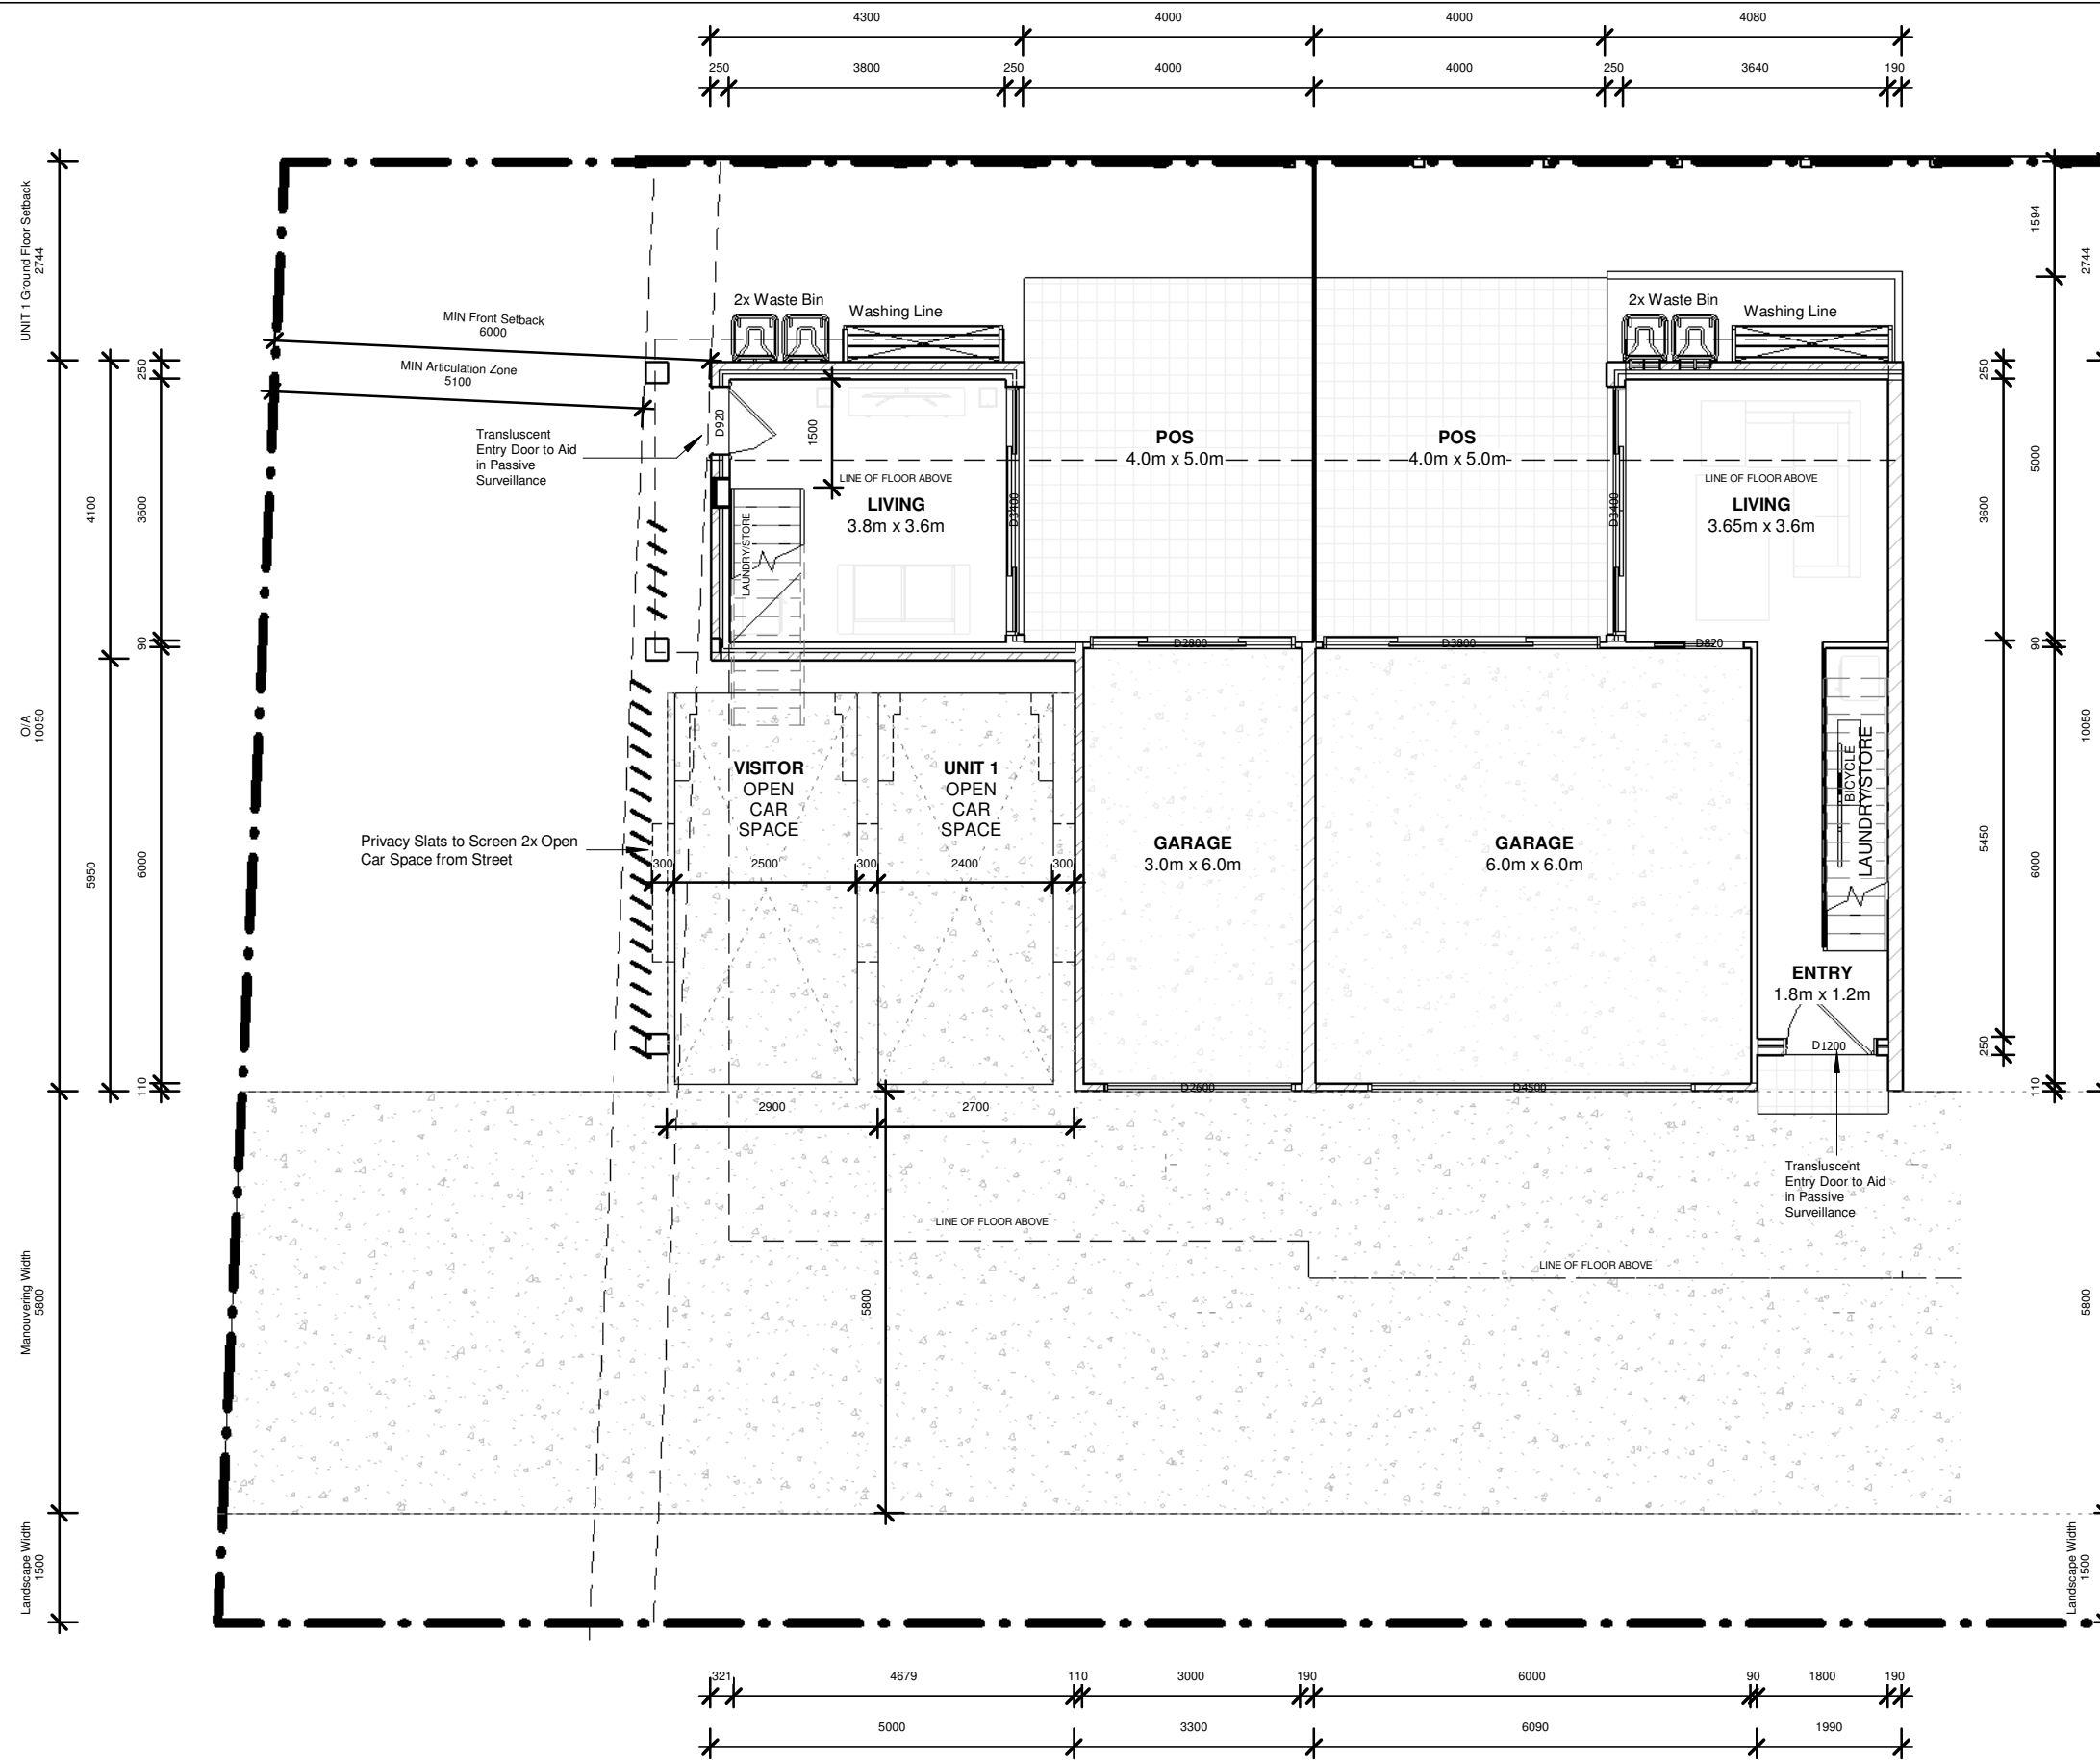 4300
4000
4000
4080
250
3800
250
4000
4000
250
3640
190
UNIT 1 Ground Floor Setback
2744
1594
2744
MIN Front Setback
6000
MIN Articulation Zone
5100
2x Waste Bin
Washing Line
2x Waste Bin
Washing Line
250
250
D920
1500
Transluscent
Entry Door to Aid
in Passive
Surveillance
POS
4.0m x 5.0m
POS
4.0m x 5.0m
LINE OF FLOOR ABOVE
LIVING
3.8m x 3.6m
D3400
D3400
LINE OF FLOOR ABOVE
LIVING
3.65m x 3.6m
LAUNDRY/STORE
4100
3600
3600
5000
90
D2800
D3800
D820
90
O/A
10050
10050
VISITOR
OPEN
CAR
SPACE
UNIT 1
OPEN
CAR
SPACE
BICYCLE
LAUNDRY/STORE
Privacy Slats to Screen 2x Open
Car Space from Street
300
2500
300
2400
300
GARAGE
3.0m x 6.0m
GARAGE
6.0m x 6.0m
5950
6000
5450
6000
ENTRY
1.8m x 1.2m
D1200
250
110
D2600
D4500
110
2900
2700
Transluscent
Entry Door to Aid
in Passive
Surveillance
LINE OF FLOOR ABOVE
LINE OF FLOOR ABOVE
Manouvering Width
5800
5800
5800
Landscape Width
1500
Landscape Width
1500
321
4679
110
3000
190
6000
90
1800
190
5000
3300
6090
1990